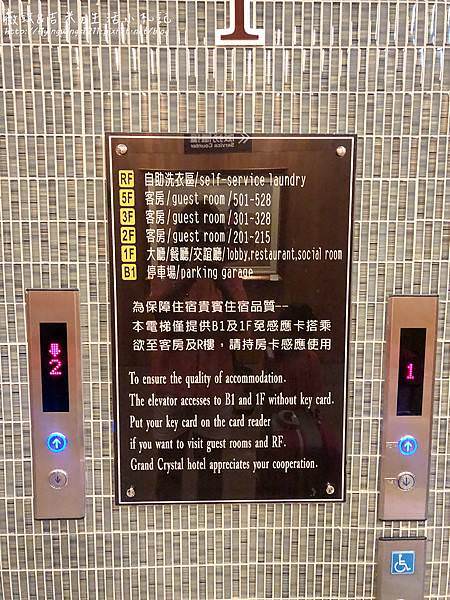 1
Service Counter
RF 自助洗衣區/self-service laundry
5F 客房/guest room/501-528
3F 客房/guest room/301-328
2F 客房/guest room/201-215
1F 大廳/餐廳/交誼廳/lobby,restaurant,social room
B1 停車場/parking garage
為保障住宿貴賓住宿品質--
本電梯僅提供B1及1F免感應卡搭乘
欲至客房及R樓，請持房卡感應使用
To ensure the quality of accommodation.
The elevator accesses to B1 and 1F without key card.
Put your key card on the card reader
if you want to visit guest rooms and RF.
Grand Crystal hotel appreciates your cooperation.
2
1